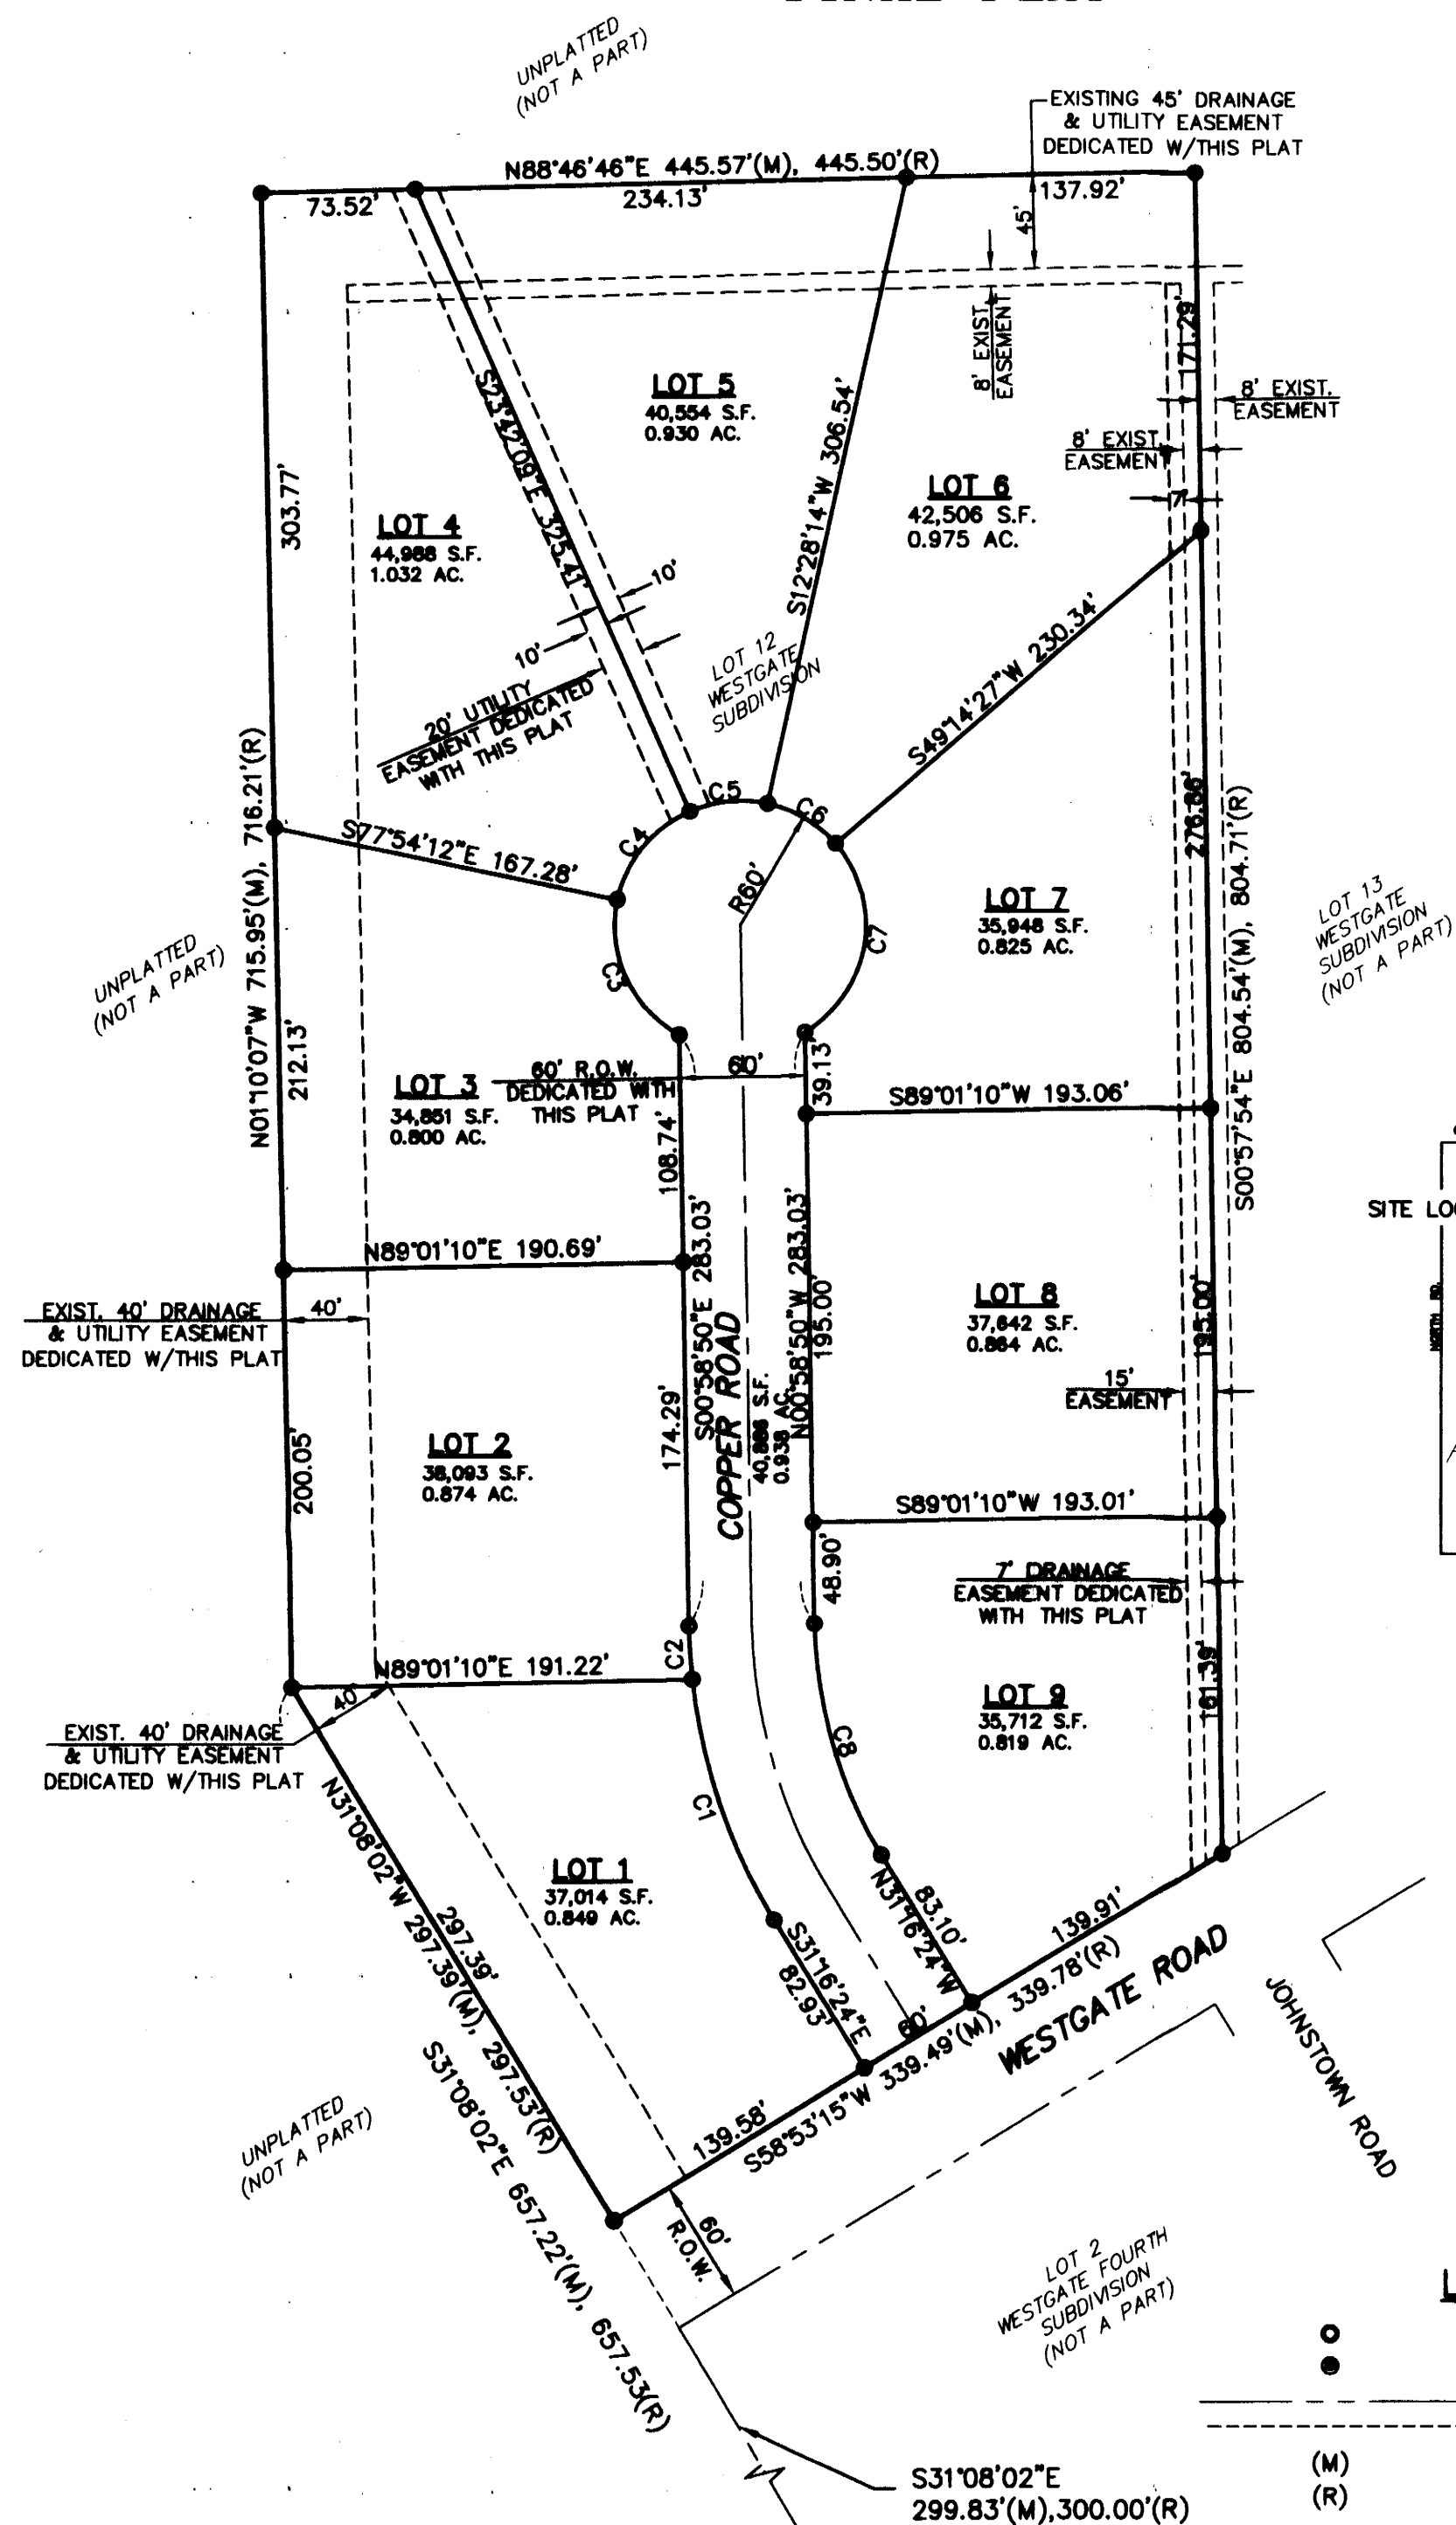 UNPLATTED
(NOT A PART)
EXISTING 45' DRAINAGE
& UTILITY EASEMENT
DEDICATED W/THIS PLAT
N88°46'46"E 445.57'(M), 445.50'(R)
73.52'
234.13'
137.92'
45'
8' EXIST.
EASEMENT
171.29'
8' EXIST.
EASEMENT
8' EXIST.
EASEMENT
7'
LOT 5
40,554 S.F.
0.930 AC.
S23°42'09"E 325.41'
S12°28'14"W 306.54'
LOT 6
42,506 S.F.
0.975 AC.
303.77'
LOT 4
44,988 S.F.
1.032 AC.
10'
10'
20' UTILITY
EASEMENT DEDICATED
WITH THIS PLAT
LOT 12
WESTGATE
SUBDIVISION
S49°14'27"W 230.34'
C5
C6
C4
S77°54'12"E 167.28'
R60'
N01°10'07"W 715.95'(M), 716.21'(R)
276.86'
S00°57'54"E 804.54'(M), 804.71'(R)
LOT 7
35,948 S.F.
0.825 AC.
C7
C3
UNPLATTED
(NOT A PART)
LOT 13
WESTGATE
SUBDIVISION
(NOT A PART)
212.13'
LOT 3
34,851 S.F.
0.800 AC.
60' R.O.W.
DEDICATED WITH
THIS PLAT
60'
39.13'
S89°01'10"W 193.06'
108.74'
N89°01'10"E 190.69'
S00°58'50"E 283.03'
N00°58'50"W 283.03'
195.00'
SITE LO
NORTH RD.
EXIST. 40' DRAINAGE
& UTILITY EASEMENT
DEDICATED W/THIS PLAT
40'
LOT 8
37,642 S.F.
0.864 AC.
195.00'
15'
EASEMENT
COPPER ROAD
40,886 S.F.
0.938 AC.
174.29'
200.05'
LOT 2
38,093 S.F.
0.874 AC.
S89°01'10"W 193.01'
48.90'
7' DRAINAGE
EASEMENT DEDICATED
WITH THIS PLAT
C2
N89°01'10"E 191.22'
40'
EXIST. 40' DRAINAGE
& UTILITY EASEMENT
DEDICATED W/THIS PLAT
161.39'
LOT 9
35,712 S.F.
0.819 AC.
C8
C1
LOT 1
37,014 S.F.
0.849 AC.
N31°08'02"W 297.39'(M), 297.53'(R)
297.39'
S31°16'24"E
82.93'
83.10'
N31°16'24"W
139.91'
60'
S58°53'15"W 339.49'(M), 339.78'(R)
WESTGATE ROAD
JOHNSTOWN ROAD
139.58'
S31°08'02"E 657.22'(M), 657.53(R)
UNPLATTED
(NOT A PART)
60'
R.O.W.
LOT 2
WESTGATE FOURTH
SUBDIVISION
(NOT A PART)
S31°08'02"E
299.83'(M),300.00'(R)
(M)
(R)